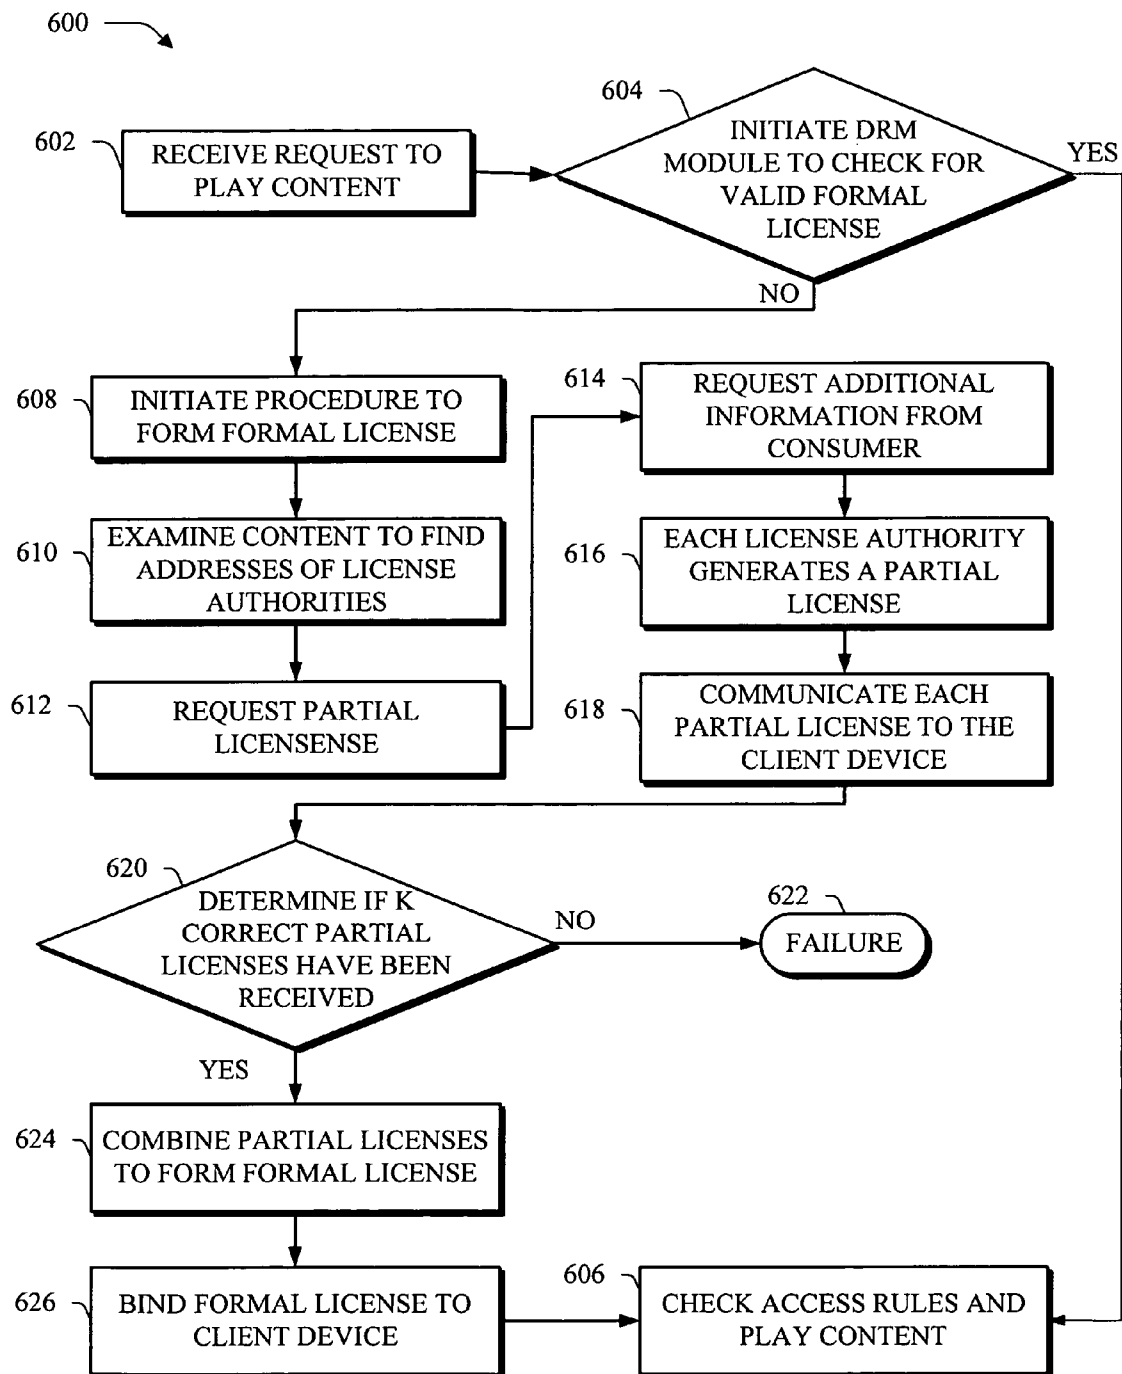 600
602
RECEIVE REQUEST TO
PLAY CONTENT
604
INITIATE DRM
MODULE TO CHECK FOR
VALID FORMAL
LICENSE
YES
NO
608
INITIATE PROCEDURE TO
FORM FORMAL LICENSE
610
EXAMINE CONTENT TO FIND
ADDRESSES OF LICENSE
AUTHORITIES
612
REQUEST PARTIAL
LICENSENSE
614
REQUEST ADDITIONAL
INFORMATION FROM
CONSUMER
616
EACH LICENSE AUTHORITY
GENERATES A PARTIAL
LICENSE
618
COMMUNICATE EACH
PARTIAL LICENSE TO THE
CLIENT DEVICE
620
DETERMINE IF K
CORRECT PARTIAL
LICENSES HAVE BEEN
RECEIVED
NO
622
FAILURE
YES
624
COMBINE PARTIAL LICENSES
TO FORM FORMAL LICENSE
626
BIND FORMAL LICENSE TO
CLIENT DEVICE
606
CHECK ACCESS RULES AND
PLAY CONTENT